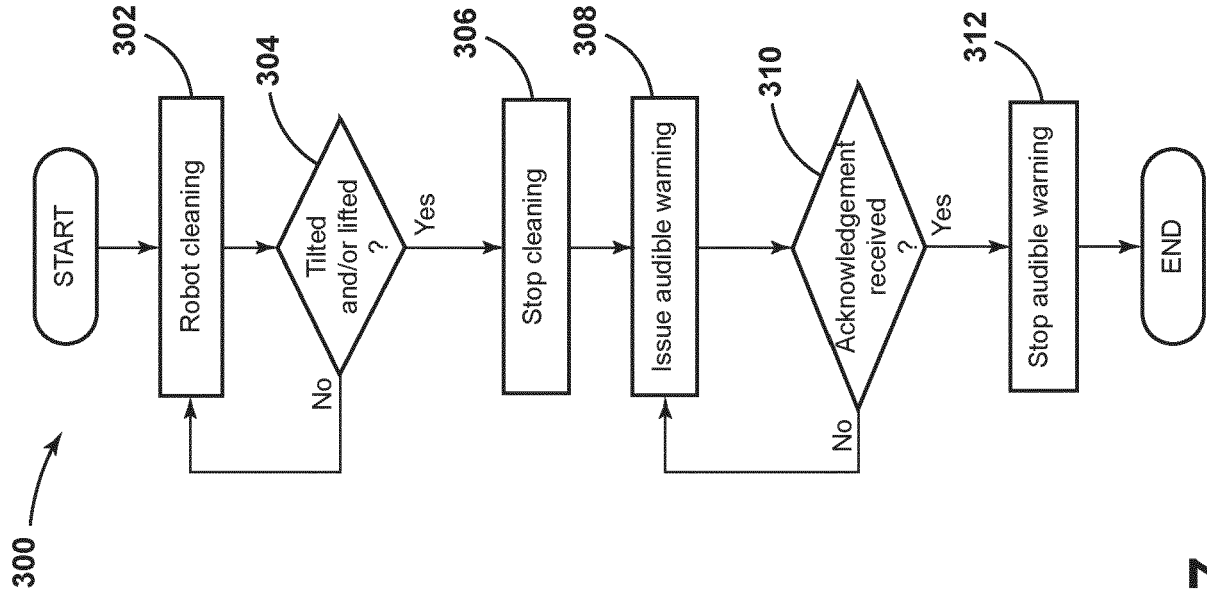 300
START
302
Robot cleaning
304
Tilted
and/or lifted
?
No
Yes
306
Stop cleaning
308
Issue audible warning
310
Acknowledgement
received
?
No
Yes
312
Stop audible warning
END
7